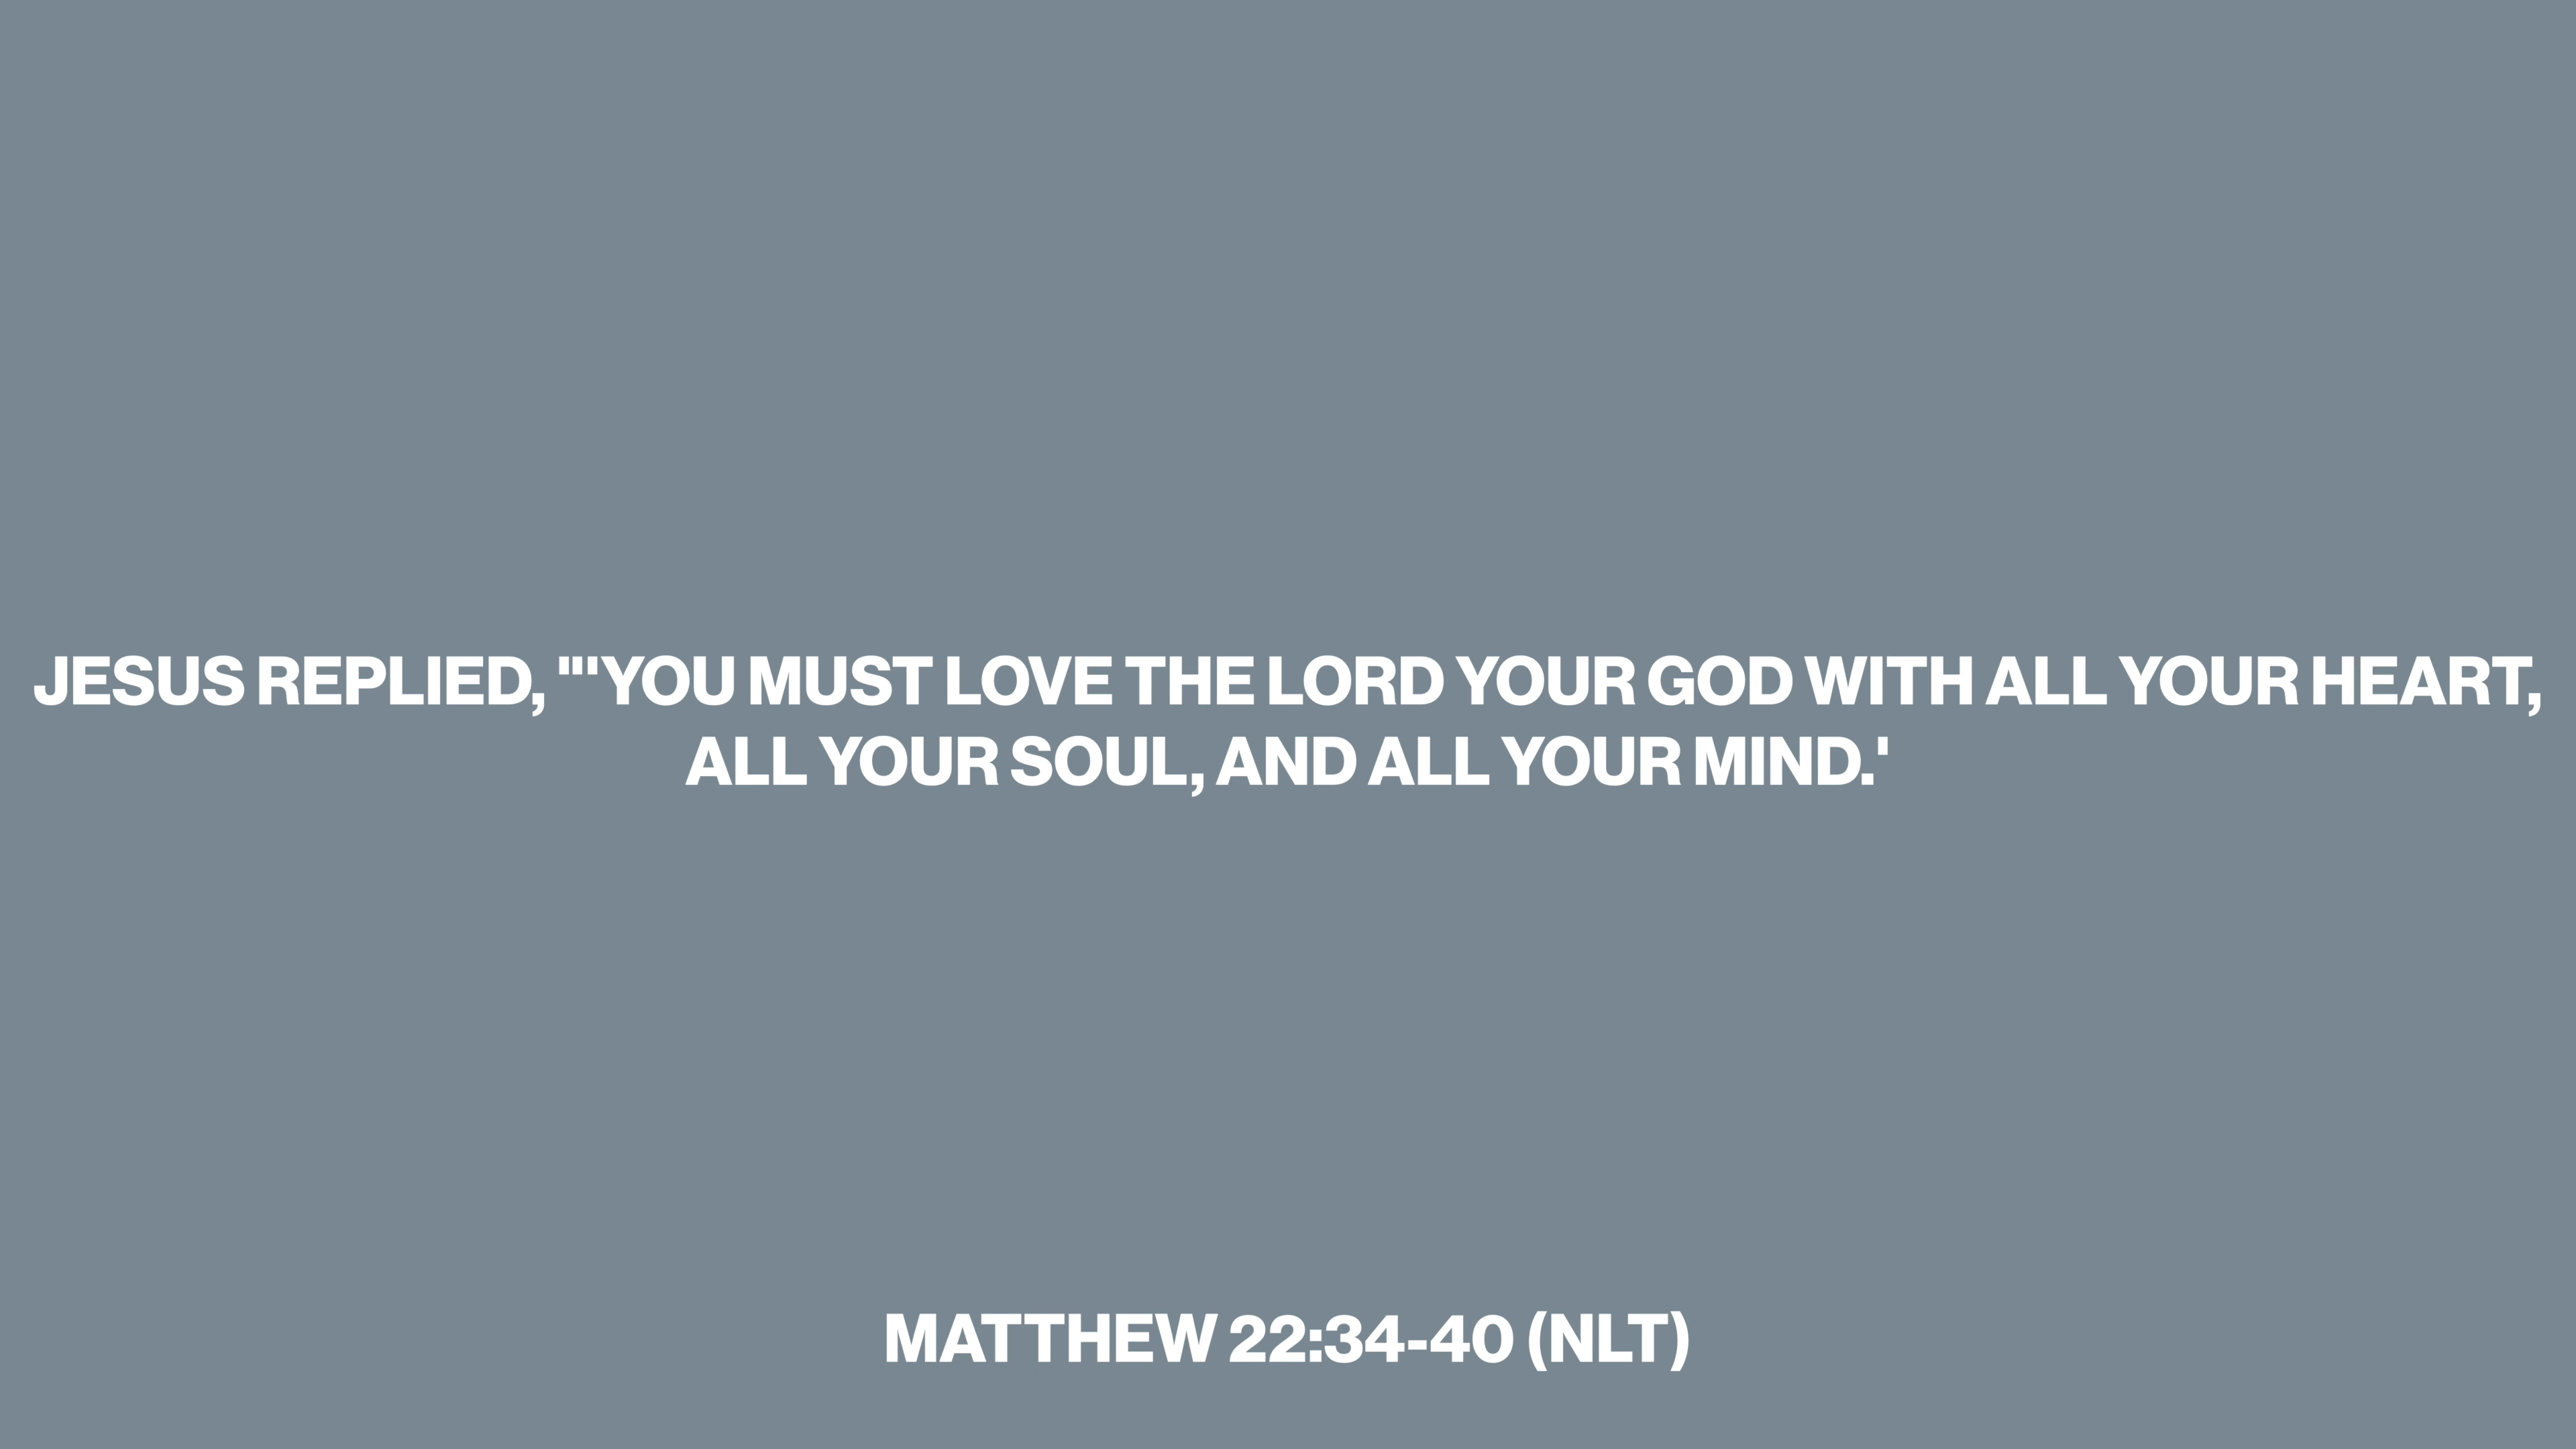 JESUS REPLIED, "'YOU MUST LOVE THE LORD YOUR GOD WITH ALL YOUR HEART,
ALL YOUR SOUL, AND ALL YOUR MIND.'
MATTHEW 22:34-40 (NLT)